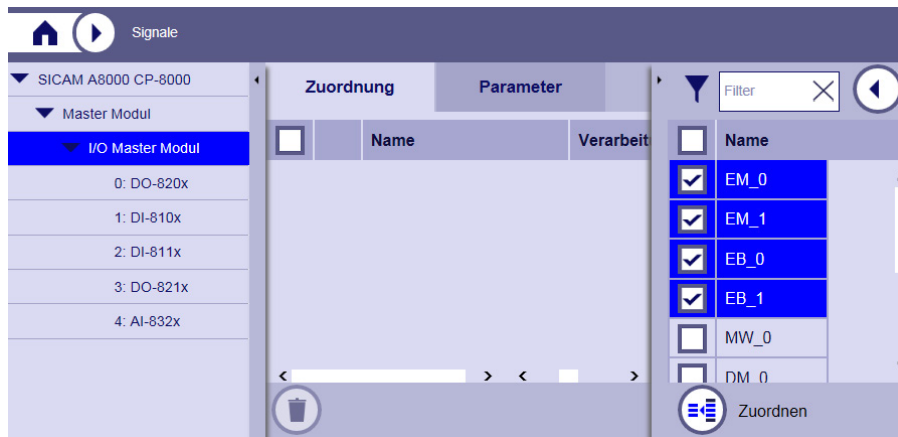 Signale
SICAM A8000 CP-8000
Master Modul
I/O Master Modul
0: DO-820x
1: DI-810x
2: DI-811x
3: DO-821x
4: AI-832x
Zuordnung Parameter
Name Verarbeit
Filter
Name
EM_0
EM_1
EB_0
EB_1
MW_0
DM_0
Zuordnen